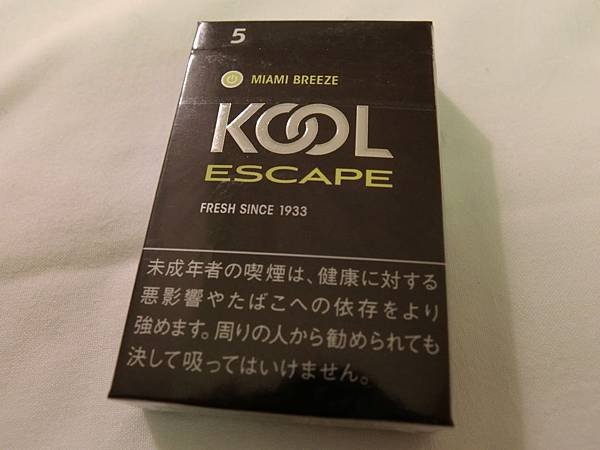 5
MIAMI BREEZE
KOOL
ESCAPE
FRESH SINCE 1933
未成年者の喫煙は、健康に対する
悪影響やたばこへの依存をより
強めます。周りの人から勧められても
決して吸ってはいけません。